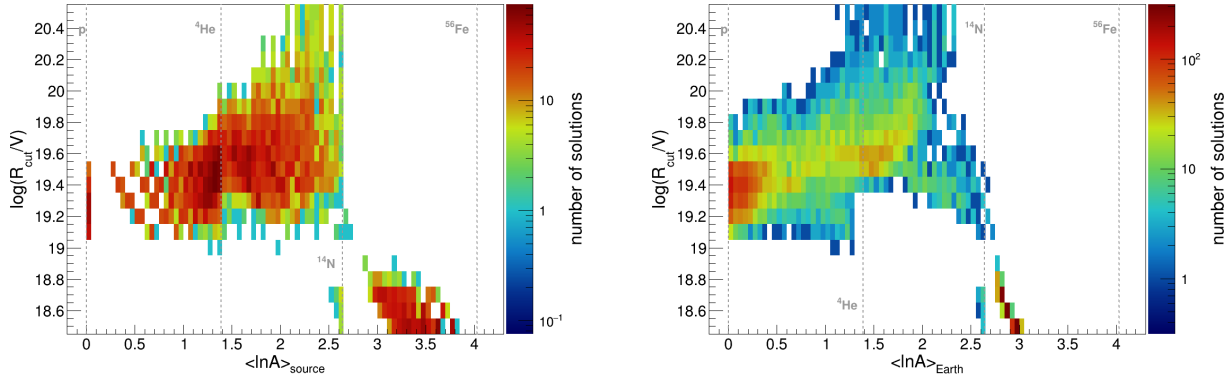 log(R_cut/V)
20.4
20.2
20
19.8
19.6
19.4
19.2
19
18.8
18.6
p
⁴He
⁵⁶Fe
¹⁴N
0 0.5 1 1.5 2 2.5 3 3.5 4
<lnA>_source
10
1
10⁻¹
number of solutions
log(R_cut/V)
20.4
20.2
20
19.8
19.6
19.4
19.2
19
18.8
18.6
p
¹⁴N
⁵⁶Fe
⁴He
0 0.5 1 1.5 2 2.5 3 3.5 4
<lnA>_Earth
10²
10
1
number of solutions